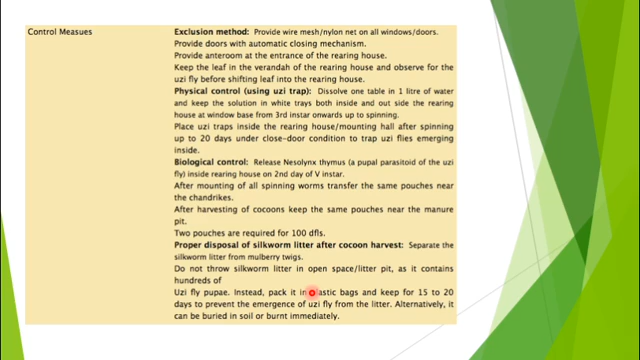 Control Measues
Exclusion method: Provide wire mesh/nylon net on all windows/doors.
Provide doors with automatic closing mechanism.
Provide anteroom at the entrance of the rearing house.
Keep the leaf in the verandah of the rearing house and observe for the
uzi fly before shifting leaf into the rearing house.
Physical control (using uzi trap): Dissolve one table in 1 litre of water
and keep the solution in white trays both inside and out side the rearing
house at window base from 3rd instar onwards up to spinning.
Place uzi traps inside the rearing house/mounting hall after spinning
up to 20 days under close-door condition to trap uzi flies emerging
inside.
Biological control: Release Nesolynx thymus (a pupal parasitoid of the uzi
fly) inside rearing house on 2nd day of V instar.
After mounting of all spinning worms transfer the same pouches near
the chandrikes.
After harvesting of cocoons keep the same pouches near the manure
pit.
Two pouches are required for 100 dfls.
Proper disposal of silkworm litter after cocoon harvest: Separate the
silkworm litter from mulberry twigs.
Do not throw silkworm litter in open space/litter pit, as it contains
hundreds of
Uzi fly pupae. Instead, pack it in plastic bags and keep for 15 to 20
days to prevent the emergence of uzi fly from the litter. Alternatively, it
can be buried in soil or burnt immediately.